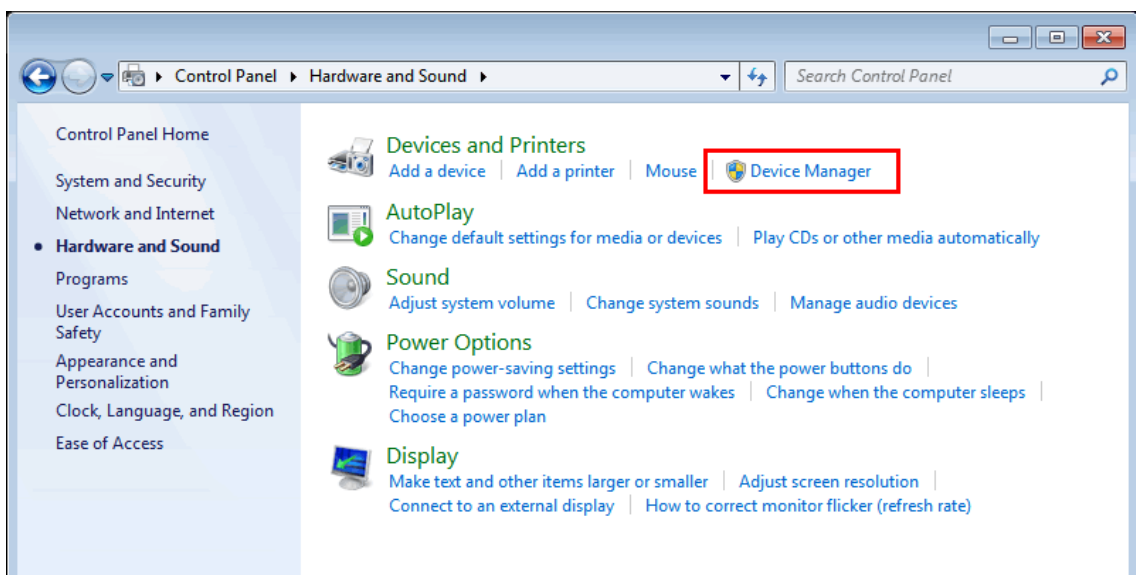 Control Panel Hardware and Sound Search Control Panel
Control Panel Home
System and Security
Network and Internet
Hardware and Sound
Programs
User Accounts and Family
Safety
Appearance and
Personalization
Clock, Language, and Region
Ease of Access
Devices and Printers
Add a device Add a printer Mouse Device Manager
AutoPlay
Change default settings for media or devices Play CDs or other media automatically
Sound
Adjust system volume Change system sounds Manage audio devices
Power Options
Change power-saving settings Change what the power buttons do
Require a password when the computer wakes Change when the computer sleeps
Choose a power plan
Display
Make text and other items larger or smaller Adjust screen resolution
Connect to an external display How to correct monitor flicker (refresh rate)